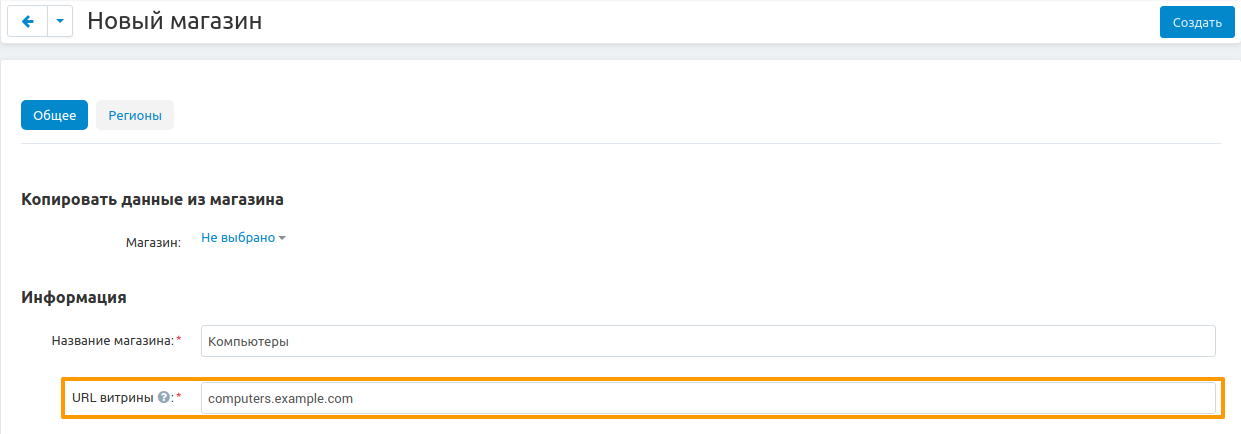 Новый магазин
Создать
Общее Регионы
Копировать данные из магазина
Магазин: Не выбрано
Информация
Название магазина:* Компьютеры
URL витрины ?:* computers.example.com